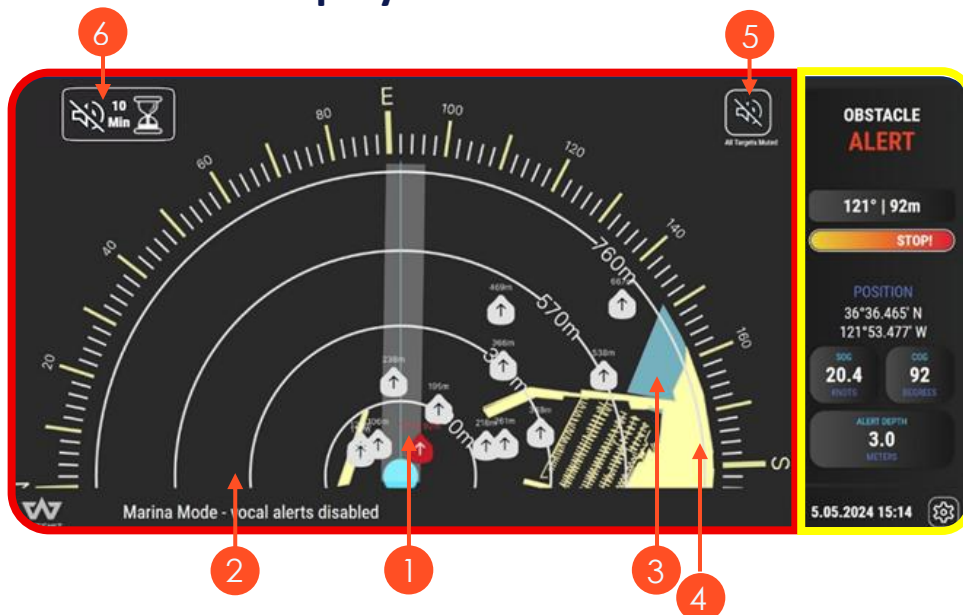 6
5
10
Min
All Targets Muted
E
80
100
60
120
40
140
20
160
S
760m
570m
469m
366m
538m
238m
195m
216m
261m
Marina Mode - vocal alerts disabled
OBSTACLE
ALERT
121° | 92m
STOP!
POSITION
36°36.465' N
121°53.477' W
SOG
20.4
KNOTS
COG
92
DEGREES
ALERT DEPTH
3.0
METERS
5.05.2024 15:14
2
1
3
4